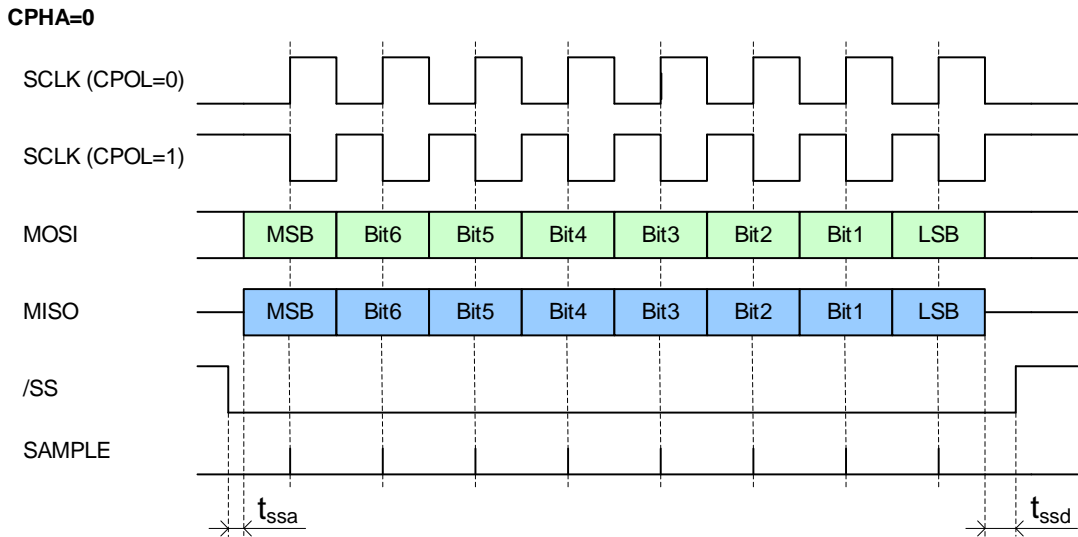 CPHA=0
SCLK (CPOL=0)
SCLK (CPOL=1)
MOSI MSB Bit6 Bit5 Bit4 Bit3 Bit2 Bit1 LSB
MISO MSB Bit6 Bit5 Bit4 Bit3 Bit2 Bit1 LSB
/SS
SAMPLE
tssa tssd